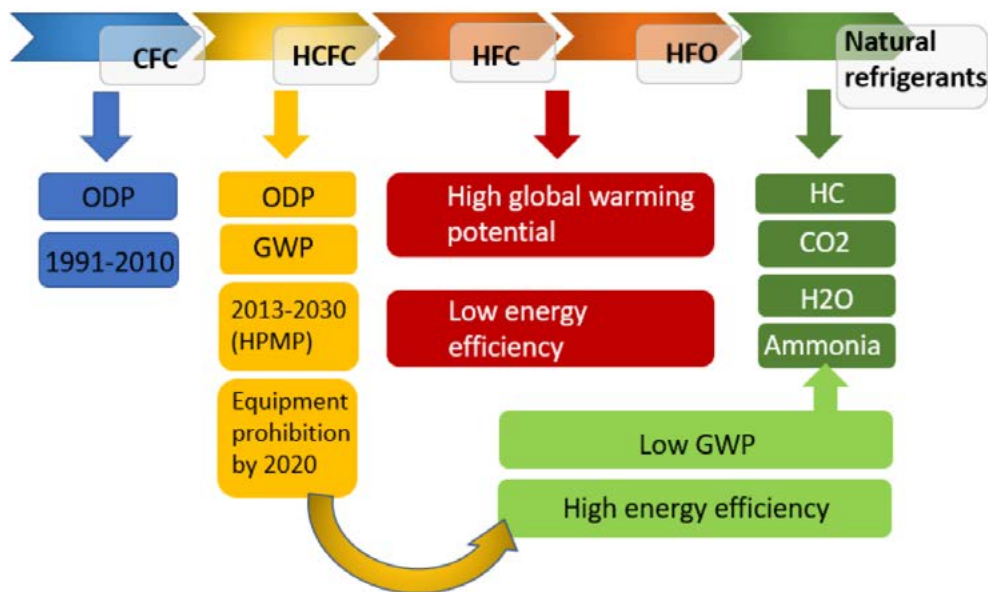 CFC
HCFC
HFC
HFO
Natural
refrigerants
ODP
1991-2010
ODP
GWP
2013-2030
(HPMP)
Equipment
prohibition
by 2020
High global warming
potential
Low energy
efficiency
HC
CO2
H2O
Ammonia
Low GWP
High energy efficiency